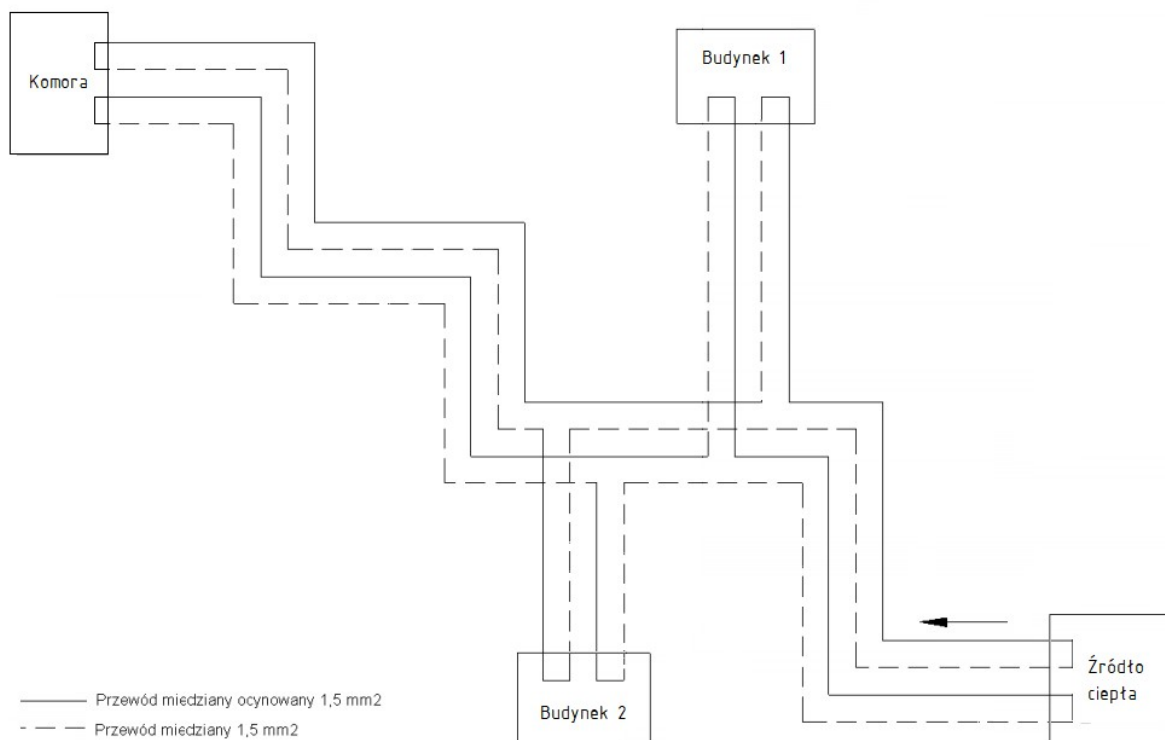 Komora
Budynek 1
Budynek 2
Źródło
ciepła
Przewód miedziany ocynowany 1,5 mm2
Przewód miedziany 1,5 mm2